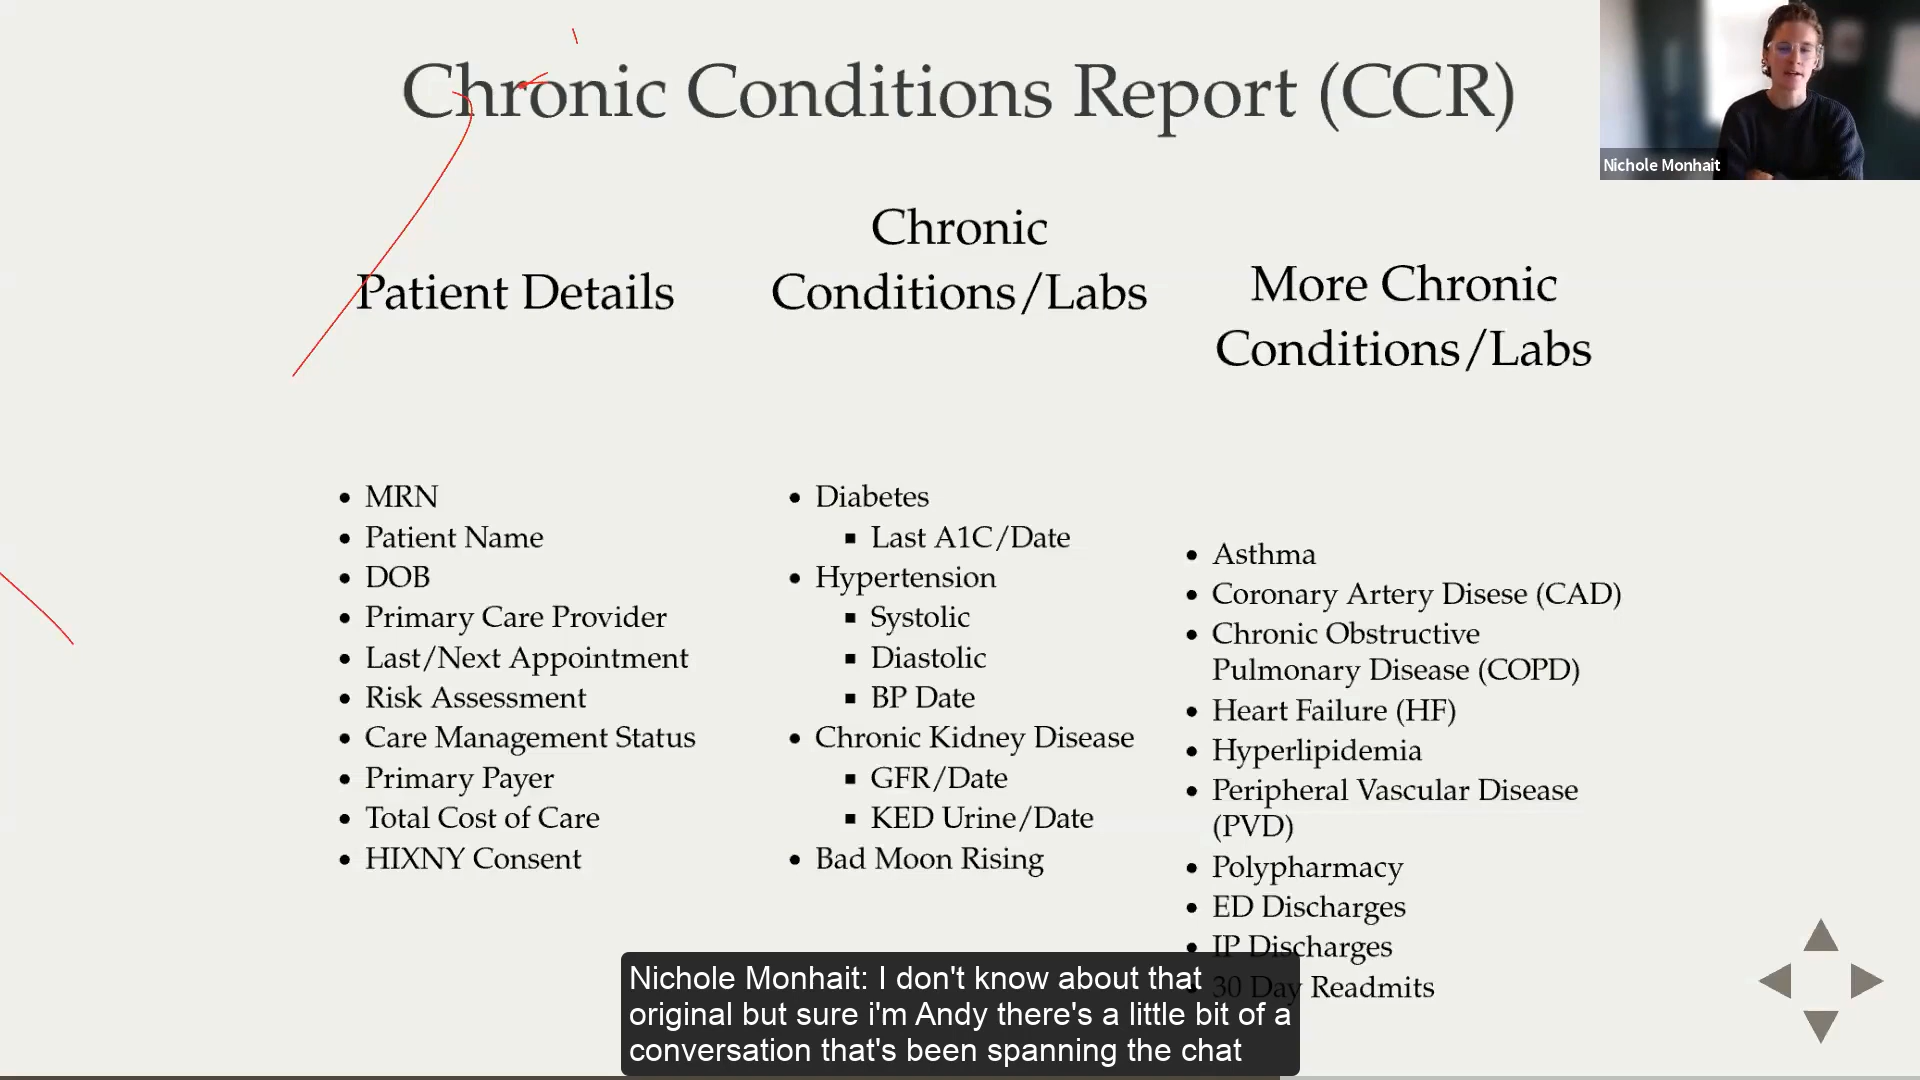 Chronic Conditions Report (CCR)
Nichole Monhait
Patient Details
Chronic
Conditions/Labs
More Chronic
Conditions/Labs
MRN
Patient Name
DOB
Primary Care Provider
Last/Next Appointment
Risk Assessment
Care Management Status
Primary Payer
Total Cost of Care
HIXNY Consent
Diabetes
Last A1C/Date
Hypertension
Systolic
Diastolic
BP Date
Chronic Kidney Disease
GFR/Date
KED Urine/Date
Bad Moon Rising
Asthma
Coronary Artery Disese (CAD)
Chronic Obstructive
Pulmonary Disease (COPD)
Heart Failure (HF)
Hyperlipidemia
Peripheral Vascular Disease
(PVD)
Polypharmacy
ED Discharges
IP Discharges
30 Day Readmits
Nichole Monhait: I don't know about that
original but sure i'm Andy there's a little bit of a
conversation that's been spanning the chat